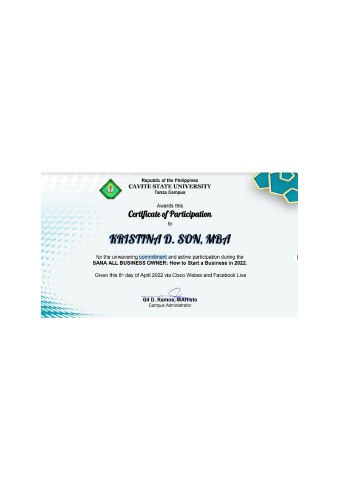 Republic of the Philippines
CAVITE STATE UNIVERSITY
Tanza Campus
Awards this
Certificate of Participation
to
KRISTINA D. SON, MBA
for the unwavering commitment and active participation during the
SANA ALL BUSINESS OWNER: How to Start a Business in 2022.
Given this 8th day of April 2022 via Cisco Webex and Facebook Live
Gil D. Ramos, MAHisto
Campus Administrator